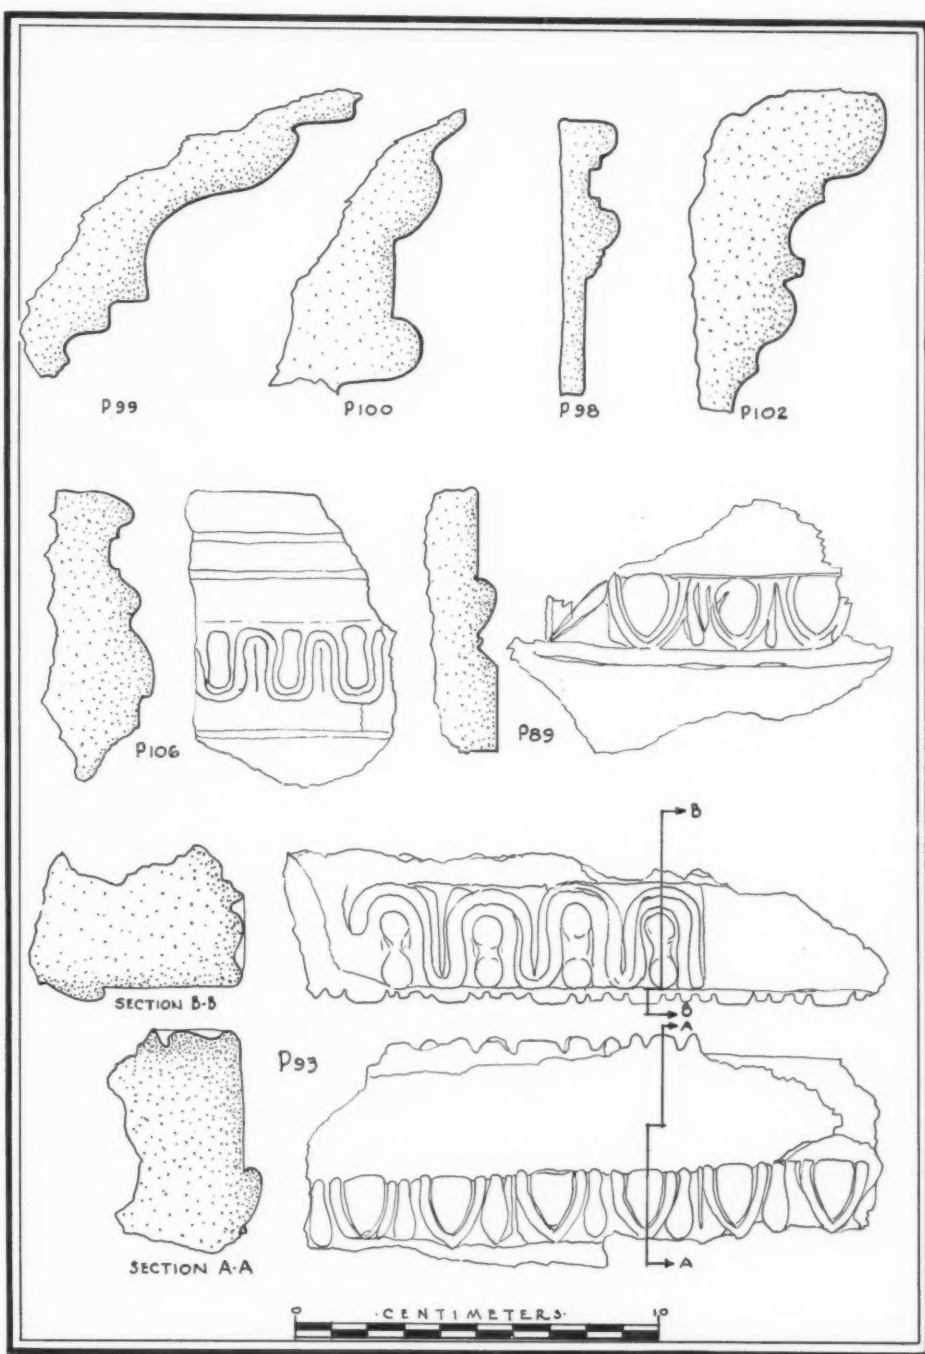 P99
P100
P98
P102
P106
P89
B
SECTION B-B
B
A
P93
A
SECTION A-A
0 ·CENTIMETERS· 10